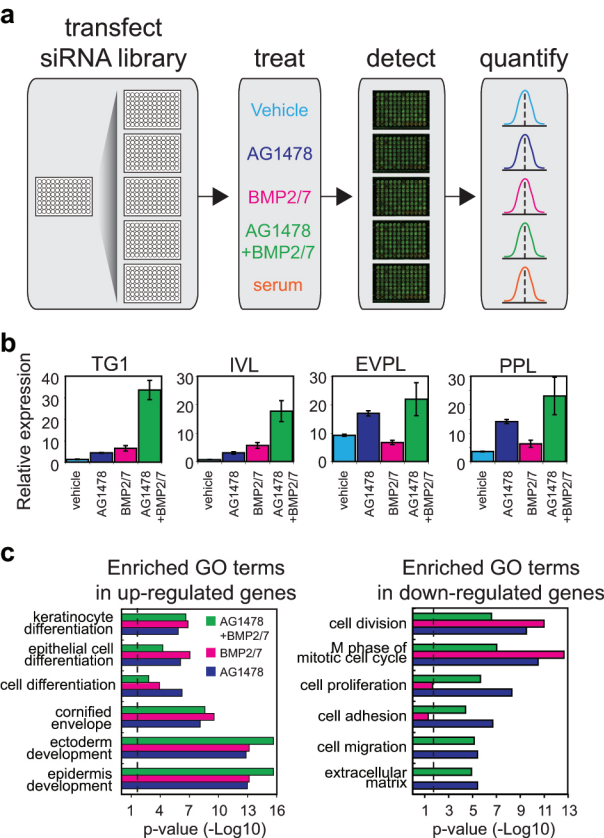 a
transfect
siRNA library
treat
detect
quantify
Vehicle
AG1478
BMP2/7
AG1478
+BMP2/7
serum
b
Relative expression
TG1
40
30
20
10
0
vehicle
AG1478
BMP2/7
AG1478
+BMP2/7
IVL
30
20
10
0
vehicle
AG1478
BMP2/7
AG1478
+BMP2/7
EVPL
30
20
10
0
vehicle
AG1478
BMP2/7
AG1478
+BMP2/7
PPL
30
20
10
0
vehicle
AG1478
BMP2/7
AG1478
+BMP2/7
c
Enriched GO terms
in up-regulated genes
keratinocyte
differentiation
epithelial cell
differentiation
cell differentiation
cornified
envelope
ectoderm
development
epidermis
development
AG1478
+BMP2/7
BMP2/7
AG1478
1 4 7 10 13 16
p-value (-Log10)
Enriched GO terms
in down-regulated genes
cell division
M phase of
mitotic cell cycle
cell proliferation
cell adhesion
cell migration
extracellular
matrix
1 3 5 7 9 11 13
p-value (-Log10)